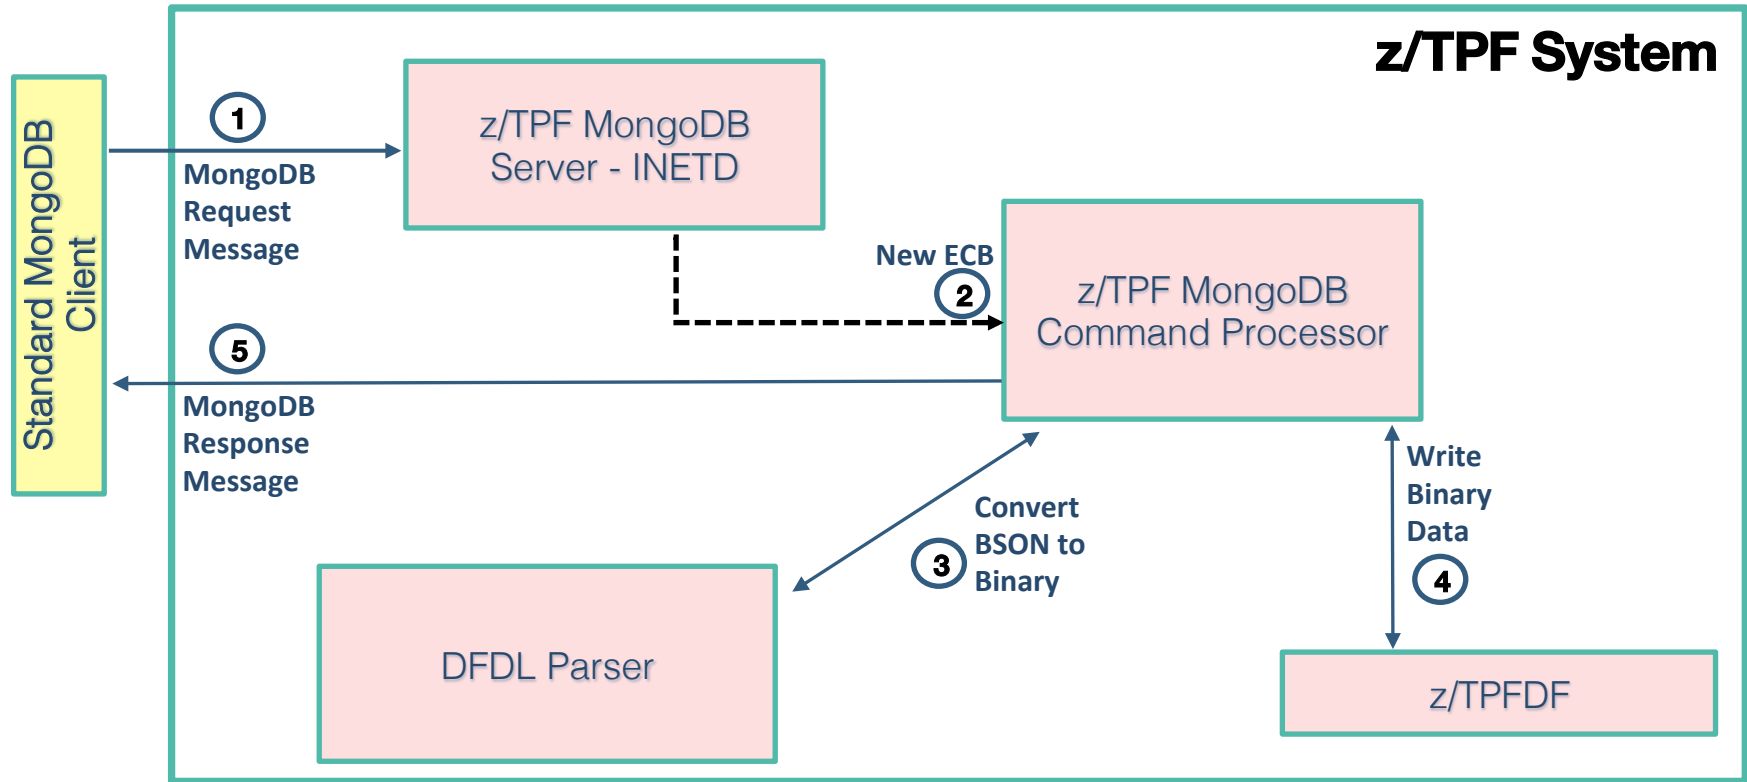 z/TPF System
Standard MongoDB
Client
1
MongoDB
Request
Message
z/TPF MongoDB
Server - INETD
New ECB
2
z/TPF MongoDB
Command Processor
5
MongoDB
Response
Message
3
Convert
BSON to
Binary
Write
Binary
Data
4
DFDL Parser
z/TPFDF